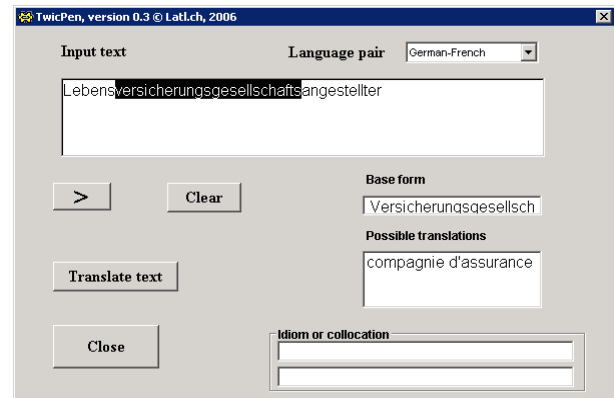 TwicPen, version 0.3 © Latl.ch, 2006
Input text
Language pair
German-French
Lebensversicherungsgesellschaftsangestellter
>
Clear
Base form
Versicherungsgesellsch
Possible translations
compagnie d'assurance
Translate text
Close
Idiom or collocation